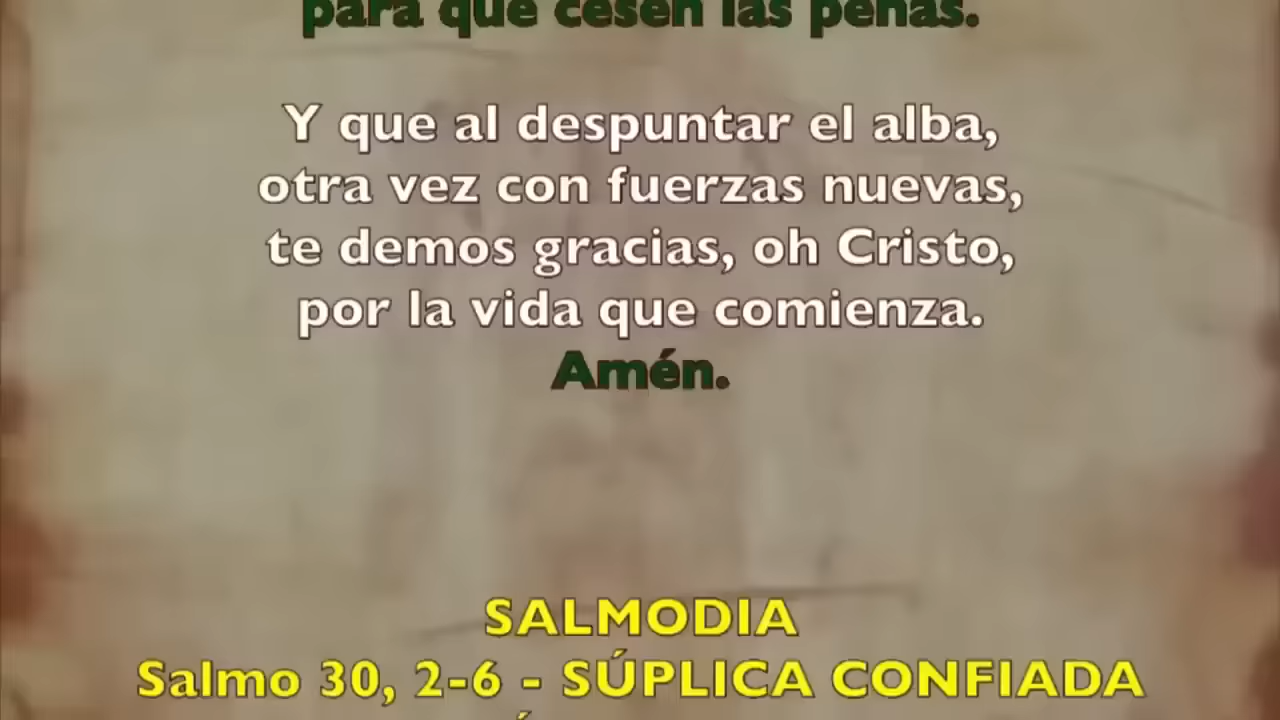 para que cesen las penas.
Y que al despuntar el alba,
otra vez con fuerzas nuevas,
te demos gracias, oh Cristo,
por la vida que comienza.
Amén.
SALMODIA
Salmo 30, 2-6 - SÚPLICA CONFIADA